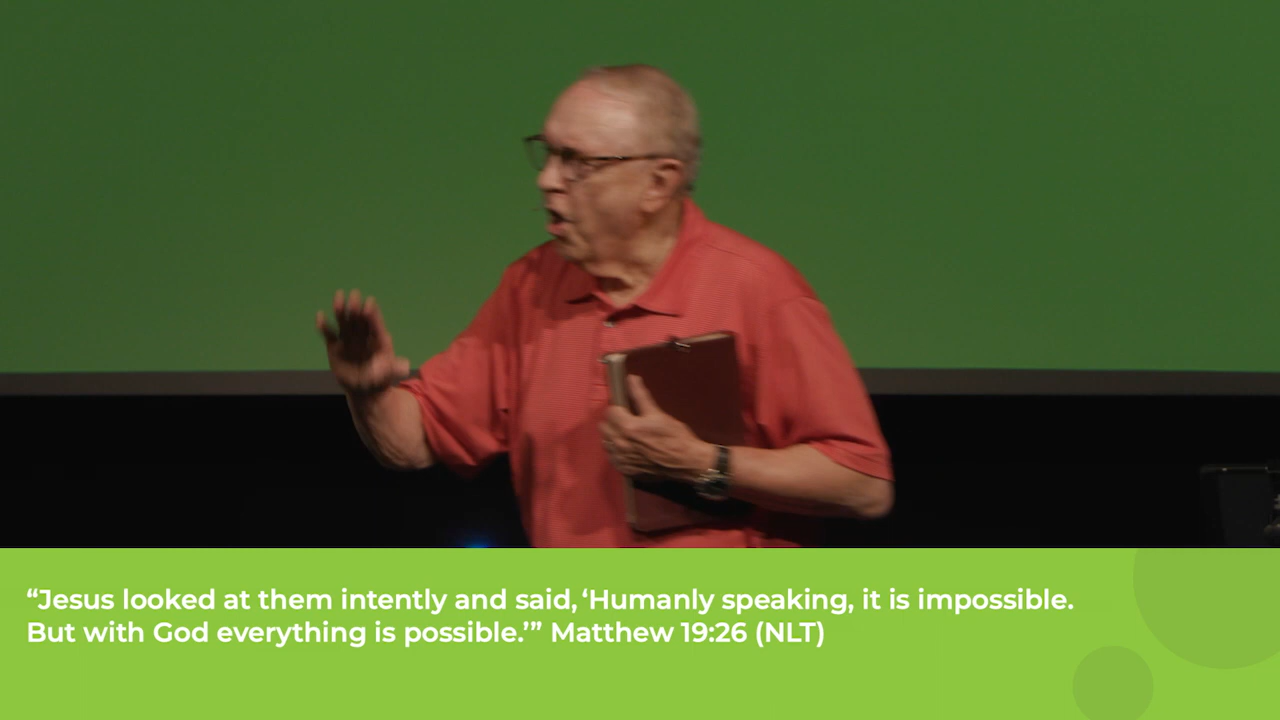 “Jesus looked at them intently and said, ‘Humanly speaking, it is impossible.
But with God everything is possible.’” Matthew 19:26 (NLT)